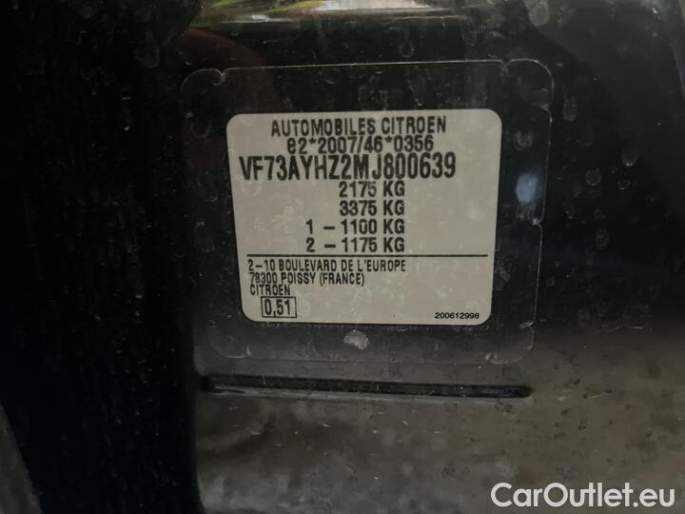 AUTOMOBILES CITROEN
e2*2007/46*0356
VF73AYHZ2MJ800639
2175 KG
3375 KG
1 - 1100 KG
2 - 1175 KG
2-10 BOULEVARD DE L'EUROPE
78300 POISSY (FRANCE)
CITROEN
0,51
200612998
CarOutlet.eu